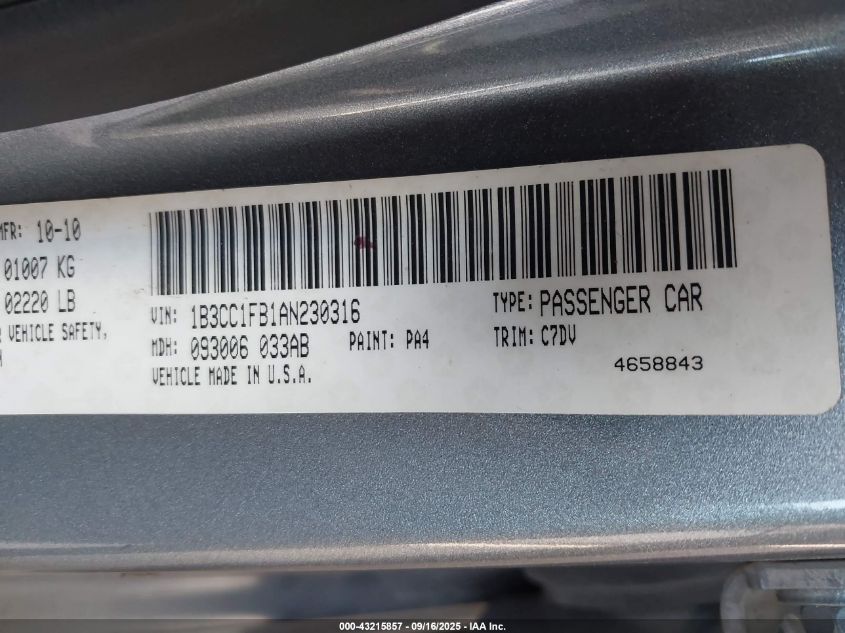 MFR: 10-10
01007 KG
02220 LB
VEHICLE SAFETY,
VIN: 1B3CC1FB1AN230316
TYPE: PASSENGER CAR
MDH: 093006 033AB
PAINT: PA4
TRIM: C7DV
VEHICLE MADE IN U.S.A.
4658843
000-43215857 - 09/16/2025 - IAA Inc.